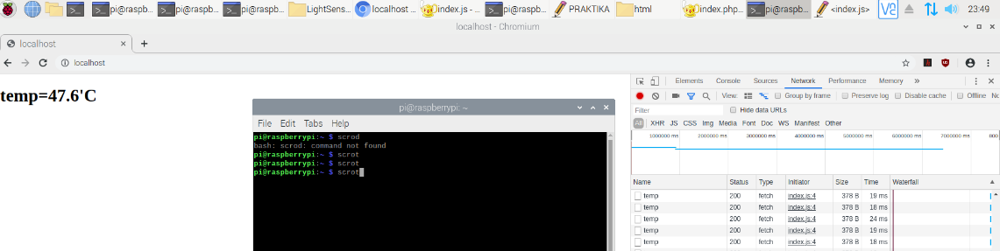 pi@raspb... pi@raspb... pi@raspb... LightSens... localhost ... index.js - ... pi@raspb... PRAKTIKA html index.php... pi@raspb... <index.js> 23:49
localhost - Chromium
localhost
localhost
temp=47.6'C
pi@raspberrypi: ~
File Edit Tabs Help
pi@raspberrypi:~ $ scrod
bash: scrod: command not found
pi@raspberrypi:~ $ scrot
pi@raspberrypi:~ $ scrot
pi@raspberrypi:~ $ scrot
Elements Console Sources Network Performance Memory »
View: Group by frame Preserve log Disable cache Offline No
Filter Hide data URLs
All XHR JS CSS Img Media Font Doc WS Manifest Other
1000000 ms 2000000 ms 3000000 ms 4000000 ms 5000000 ms 6000000 ms 7000000 ms 800
Name Status Type Initiator Size Time Waterfall
temp 200 fetch index.js:4 378 B 19 ms
temp 200 fetch index.js:4 378 B 18 ms
temp 200 fetch index.js:4 378 B 24 ms
temp 200 fetch index.js:4 378 B 19 ms
temp 200 fetch index.js:4 378 B 18 ms